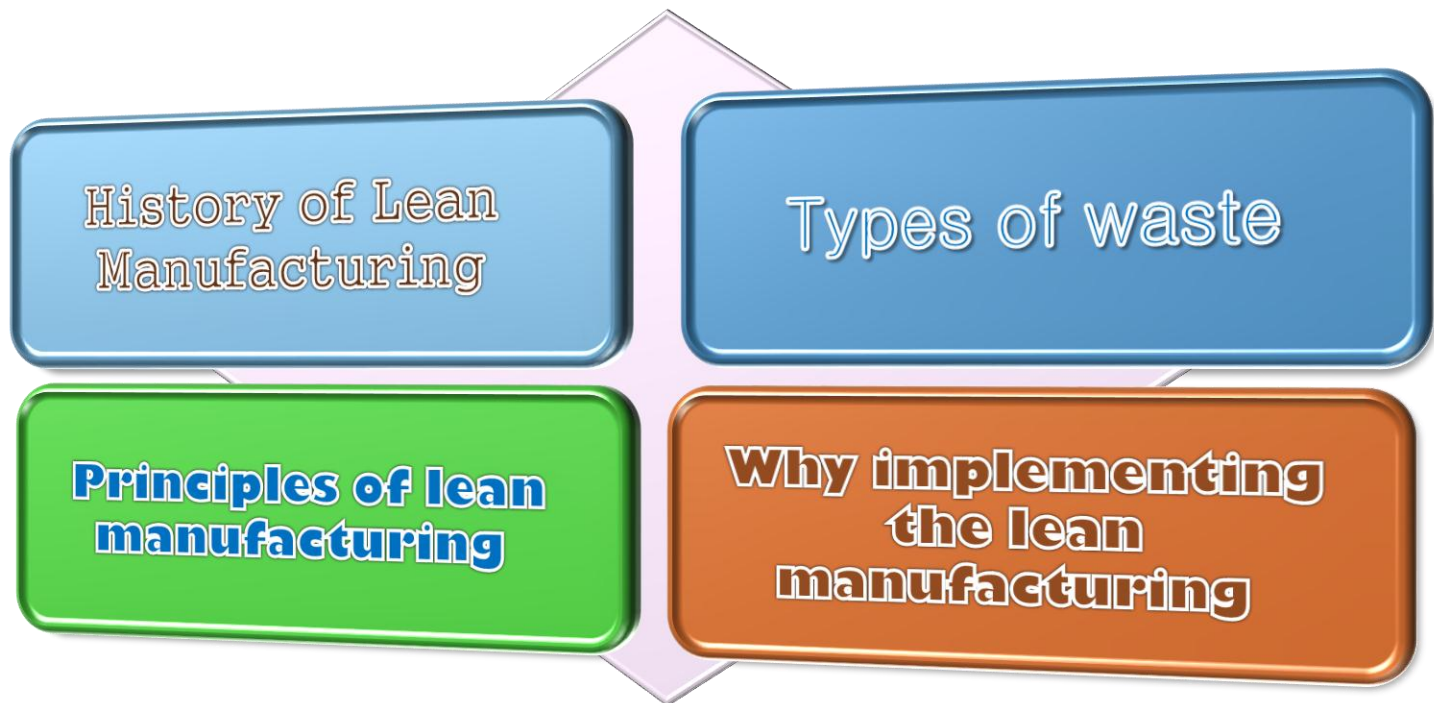 History of Lean
Manufacturing
Types of waste
Principles of lean
manufacturing
Why implementing
the lean
manufacturing